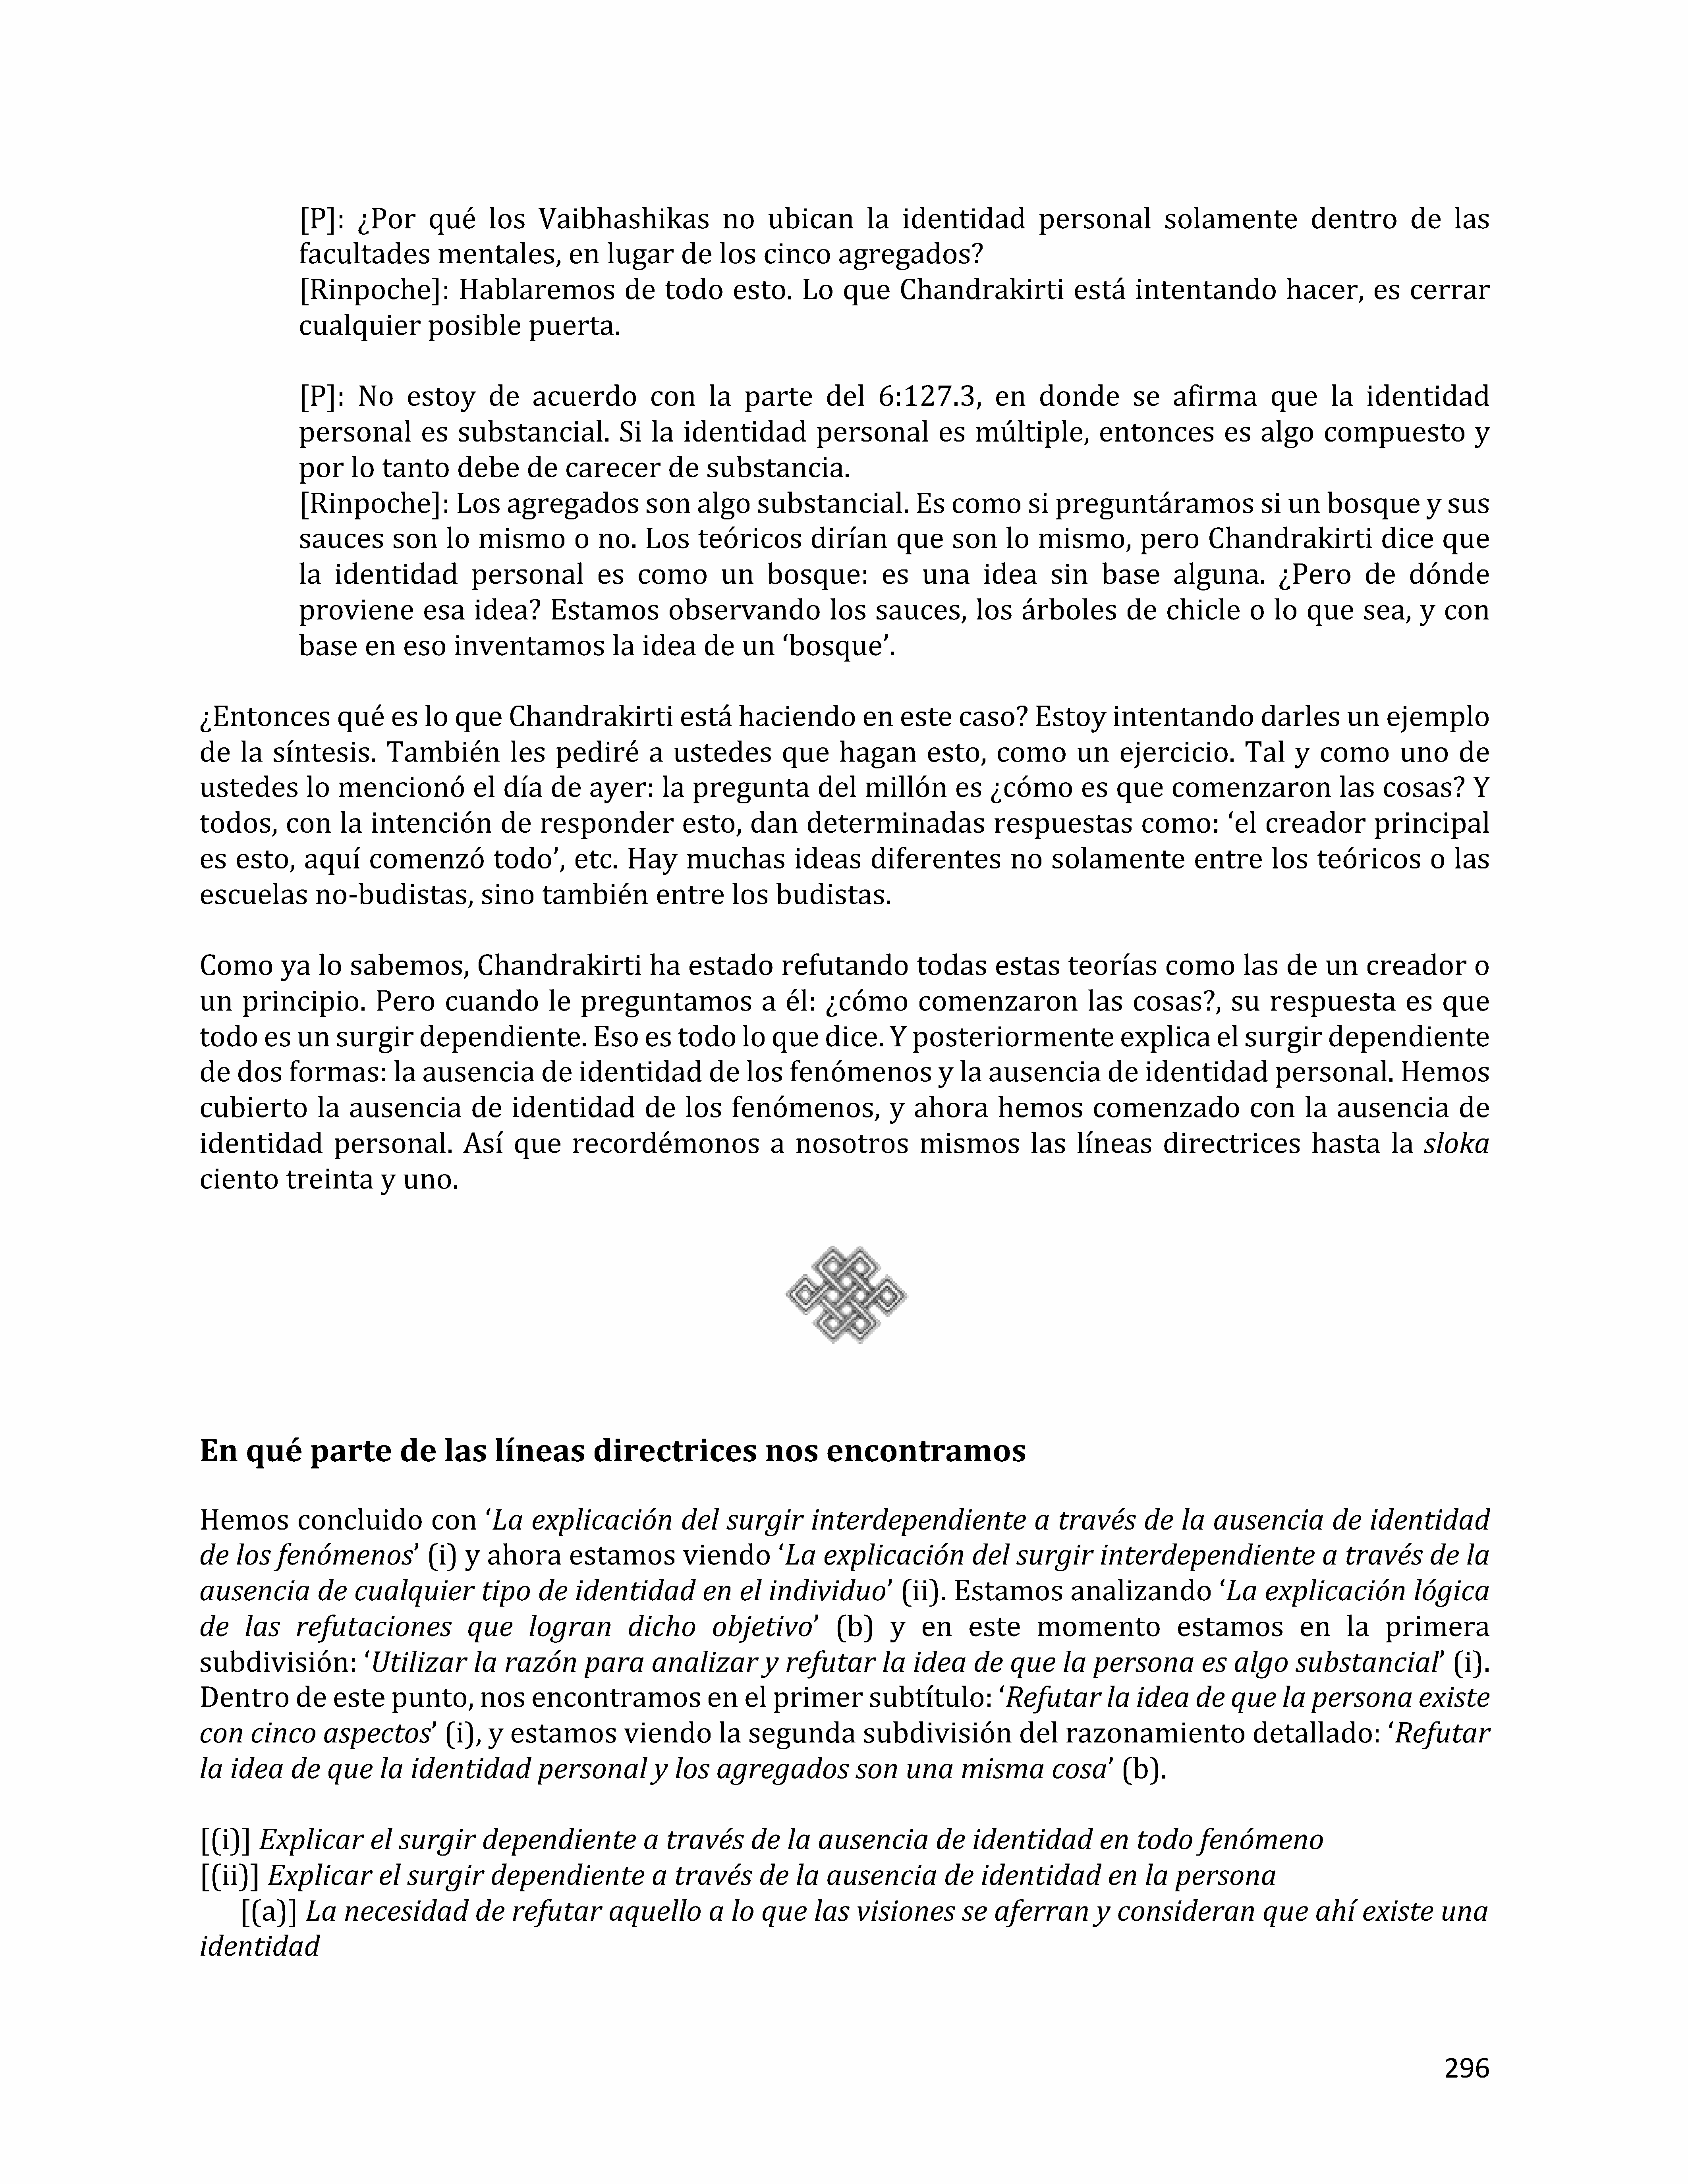 [P]: ¿Por qué los Vaibhashikas no ubican la identidad personal solamente dentro de las
facultades mentales, en lugar de los cinco agregados?
[Rinpoche]: Hablaremos de todo esto. Lo que Chandrakirti está intentando hacer, es cerrar
cualquier posible puerta.
[P]: No estoy de acuerdo con la parte del 6:127.3, en donde se afirma que la identidad
personal es substancial. Si la identidad personal es múltiple, entonces es algo compuesto y
por lo tanto debe de carecer de substancia.
[Rinpoche]: Los agregados son algo substancial. Es como si preguntáramos si un bosque y sus
sauces son lo mismo o no. Los teóricos dirían que son lo mismo, pero Chandrakirti dice que
la identidad personal es como un bosque: es una idea sin base alguna. ¿Pero de dónde
proviene esa idea? Estamos observando los sauces, los árboles de chicle o lo que sea, y con
base en eso inventamos la idea de un ‘bosque’.
¿Entonces qué es lo que Chandrakirti está haciendo en este caso? Estoy intentando darles un ejemplo
de la síntesis. También les pediré a ustedes que hagan esto, como un ejercicio. Tal y como uno de
ustedes lo mencionó el día de ayer: la pregunta del millón es ¿cómo es que comenzaron las cosas? Y
todos, con la intención de responder esto, dan determinadas respuestas como: ‘el creador principal
es esto, aquí comenzó todo’, etc. Hay muchas ideas diferentes no solamente entre los teóricos o las
escuelas no-budistas, sino también entre los budistas.
Como ya lo sabemos, Chandrakirti ha estado refutando todas estas teorías como las de un creador o
un principio. Pero cuando le preguntamos a él: ¿cómo comenzaron las cosas?, su respuesta es que
todo es un surgir dependiente. Eso es todo lo que dice. Y posteriormente explica el surgir dependiente
de dos formas: la ausencia de identidad de los fenómenos y la ausencia de identidad personal. Hemos
cubierto la ausencia de identidad de los fenómenos, y ahora hemos comenzado con la ausencia de
identidad personal. Así que recordémonos a nosotros mismos las líneas directrices hasta la sloka
ciento treinta y uno.
En qué parte de las líneas directrices nos encontramos
Hemos concluido con ‘La explicación del surgir interdependiente a través de la ausencia de identidad
de los fenómenos’ (i) y ahora estamos viendo ‘La explicación del surgir interdependiente a través de la
ausencia de cualquier tipo de identidad en el individuo’ (ii). Estamos analizando ‘La explicación lógica
de las refutaciones que logran dicho objetivo’ (b) y en este momento estamos en la primera
subdivisión: ‘Utilizar la razón para analizar y refutar la idea de que la persona es algo substancial’ (i).
Dentro de este punto, nos encontramos en el primer subtítulo: ‘Refutar la idea de que la persona existe
con cinco aspectos’ (i), y estamos viendo la segunda subdivisión del razonamiento detallado: ‘Refutar
la idea de que la identidad personal y los agregados son una misma cosa’ (b).
[(i)] Explicar el surgir dependiente a través de la ausencia de identidad en todo fenómeno
[(ii)] Explicar el surgir dependiente a través de la ausencia de identidad en la persona
[(a)] La necesidad de refutar aquello a lo que las visiones se aferran y consideran que ahí existe una
identidad
296